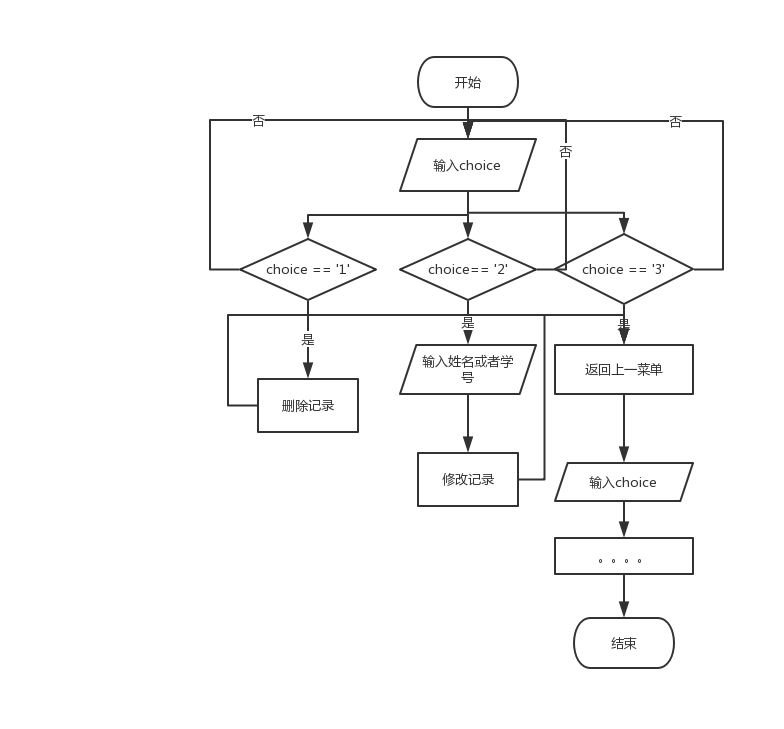 开始
否
否
否
输入choice
choice == '1'
choice== '2'
choice == '3'
是
是
是
输入姓名或者学
号
返回上一菜单
删除记录
修改记录
输入choice
。。。。
结束